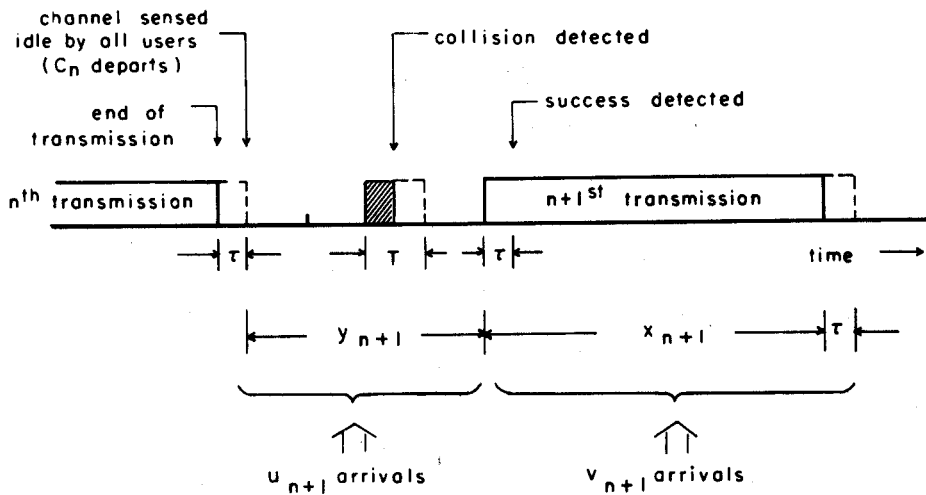 channel sensed
idle by all users
(Cn departs)
collision detected
success detected
end of
transmission
nth transmission
n+1st transmission
τ
T
τ
time
yn+1
xn+1
τ
un+1 arrivals
vn+1 arrivals